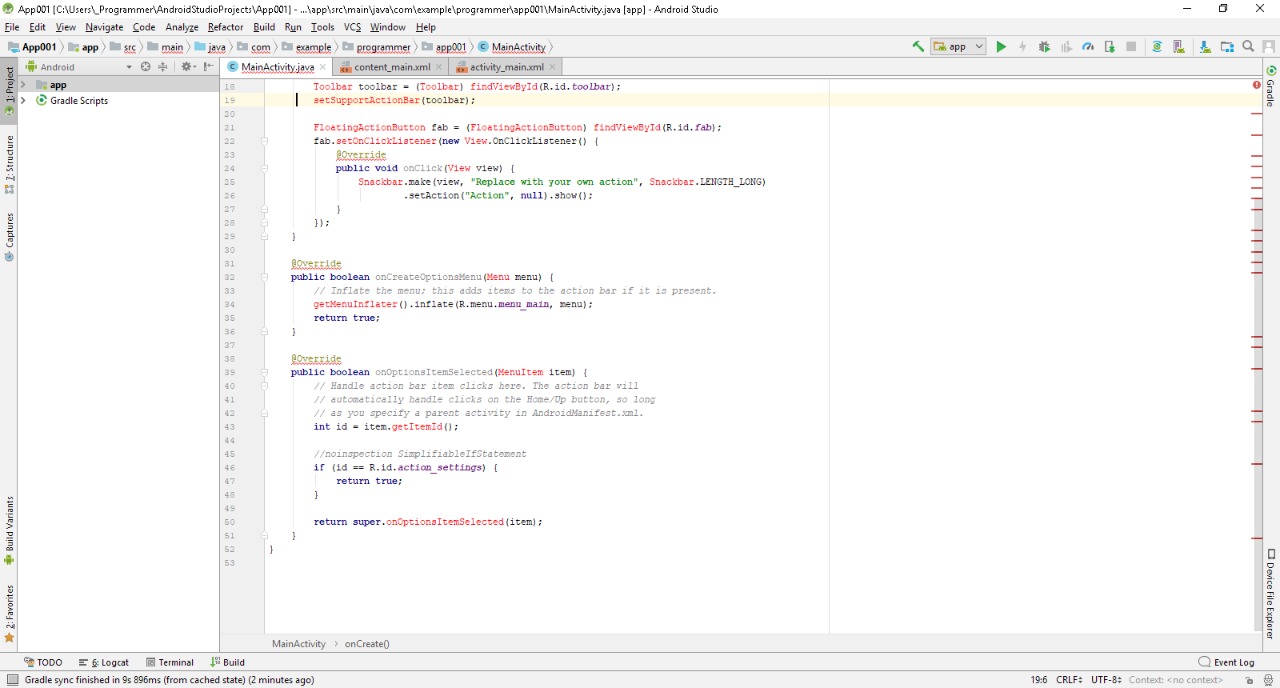 App001 [C:\Users\_Programmer\AndroidStudioProjects\App001] - ...\app\src\main\java\com\example\programmer\app001\MainActivity.java [app] - Android Studio
File Edit View Navigate Code Analyze Refactor Build Run Tools VCS Window Help
App001 app src main java com example programmer app001 MainActivity app
1: Project
Android
MainActivity.java content_main.xml activity_main.xml
app
Gradle Scripts
Z: Structure
Captures
Build Variants
2: Favorites
18 Toolbar toolbar = (Toolbar) findViewById(R.id.toolbar);
19 setSupportActionBar(toolbar);
20
21 FloatingActionButton fab = (FloatingActionButton) findViewById(R.id.fab);
22 fab.setOnClickListener(new View.OnClickListener() {
23 @Override
24 public void onClick(View view) {
25 Snackbar.make(view, "Replace with your own action", Snackbar.LENGTH_LONG)
26 .setAction("Action", null).show();
27 }
28 });
29 }
30
31 @Override
32 public boolean onCreateOptionsMenu(Menu menu) {
33 // Inflate the menu; this adds items to the action bar if it is present.
34 getMenuInflater().inflate(R.menu.menu_main, menu);
35 return true;
36 }
37
38 @Override
39 public boolean onOptionsItemSelected(MenuItem item) {
40 // Handle action bar item clicks here. The action bar will
41 // automatically handle clicks on the Home/Up button, so long
42 // as you specify a parent activity in AndroidManifest.xml.
43 int id = item.getItemId();
44
45 //noinspection SimplifiableIfStatement
46 if (id == R.id.action_settings) {
47 return true;
48 }
49
50 return super.onOptionsItemSelected(item);
51 }
52 }
53
Gradle
Device File Explorer
MainActivity > onCreate()
TODO 6: Logcat Terminal Build Event Log
Gradle sync finished in 9s 896ms (from cached state) (2 minutes ago) 19:6 CRLF UTF-8 Context: <no context>